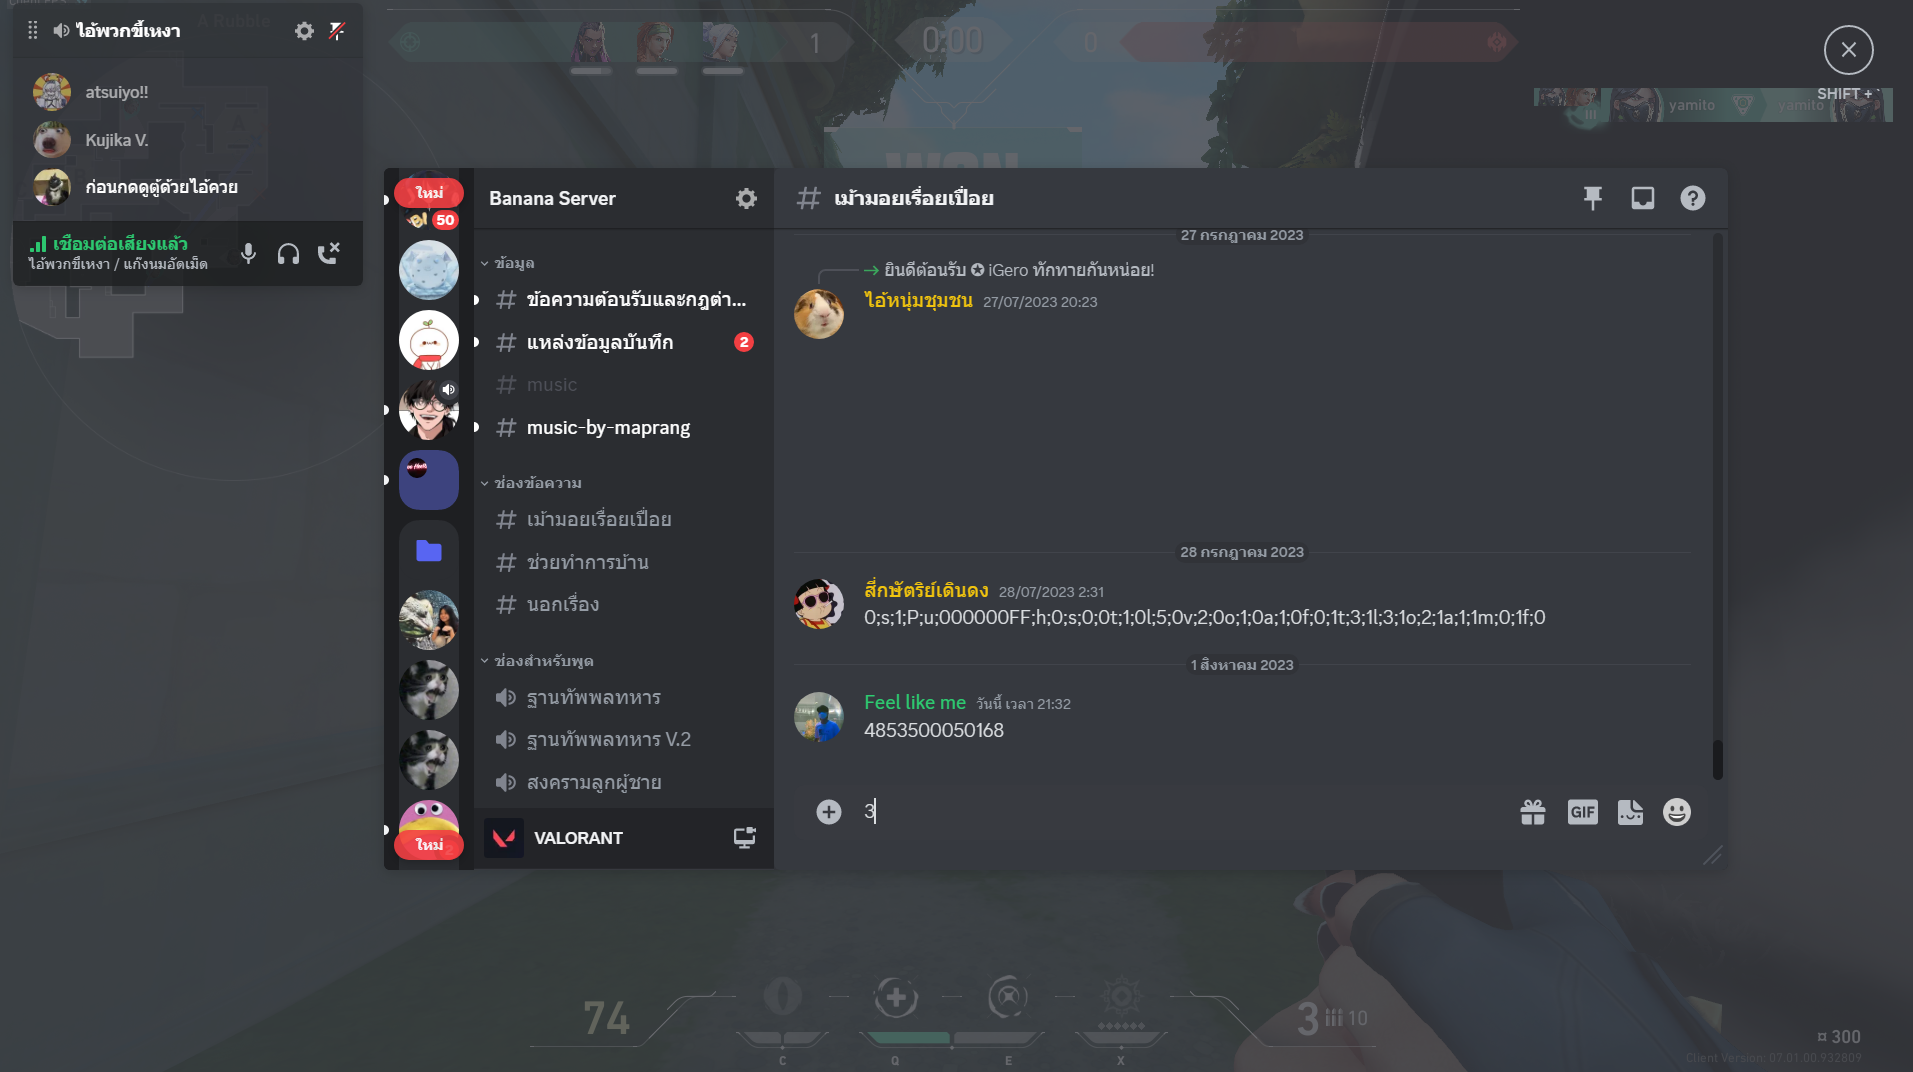 A Rubble
ไอ้พวกขี้เหงา
atsuiyo!!
Kujika V.
ก่อนกดดูตู้ด้วยไอ้ควย
เชื่อมต่อเสียงแล้ว
ไอ้พวกขี้เหงา / แก๊งนมอัดเม็ด
1
0:00
0
SHIFT + `
yamito
yamito
WON
ใหม่
50
ใหม่
Banana Server
ข้อมูล
ข้อความต้อนรับและกฎต่า...
แหล่งข้อมูลบันทึก
2
music
music-by-maprang
ช่องข้อความ
เม้ามอยเรื่อยเปื่อย
ช่วยทำการบ้าน
นอกเรื่อง
ช่องสำหรับพูด
ฐานทัพพลทหาร
ฐานทัพพลทหาร V.2
สงครามลูกผู้ชาย
VALORANT
เม้ามอยเรื่อยเปื่อย
27 กรกฎาคม 2023
ยินดีต้อนรับ ✪ iGero ทักทายกันหน่อย!
ไอ้หนุ่มชุมชน 27/07/2023 20:23
28 กรกฎาคม 2023
สี่กษัตริย์เดินดง 28/07/2023 2:31
0;s;1;P;u;000000FF;h;0;s;0;0t;1;0l;5;0v;2;0o;1;0a;1;0f;0;1t;3;1l;3;1o;2;1a;1;1m;0;1f;0
1 สิงหาคม 2023
Feel like me วันนี้ เวลา 21:32
4853500050168
3
GIF
74
C
Q
E
X
3
10
300
Client Version: 07.01.00.932809